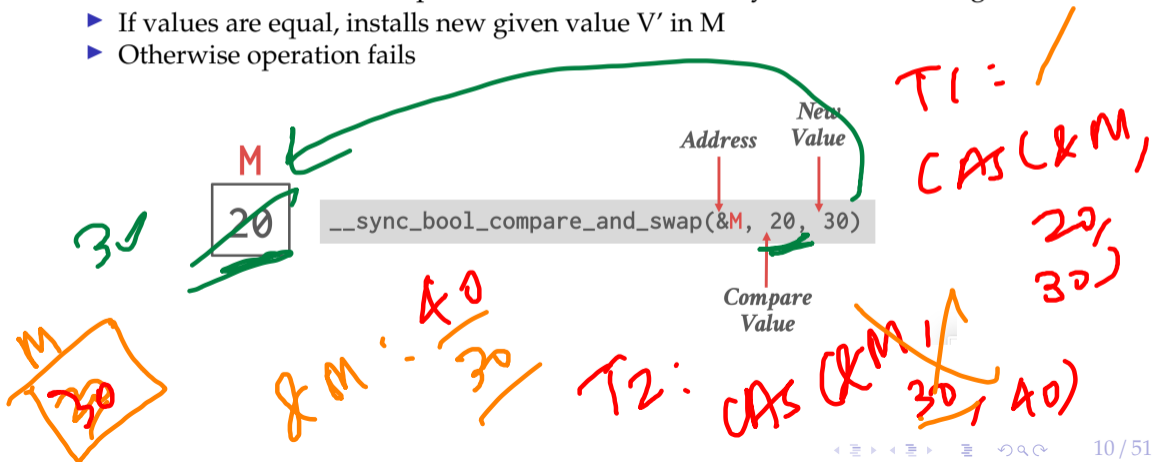 ▶ If values are equal, installs new given value V' in M
▶ Otherwise operation fails
New
Address Value
M
20
30
__sync_bool_compare_and_swap(&M, 20, 30)
Compare
Value
T1:
CAS(&M,
20,
30)
M
30
&M:
40
30
T2: CAS(&M,
30, 40)
10 / 51